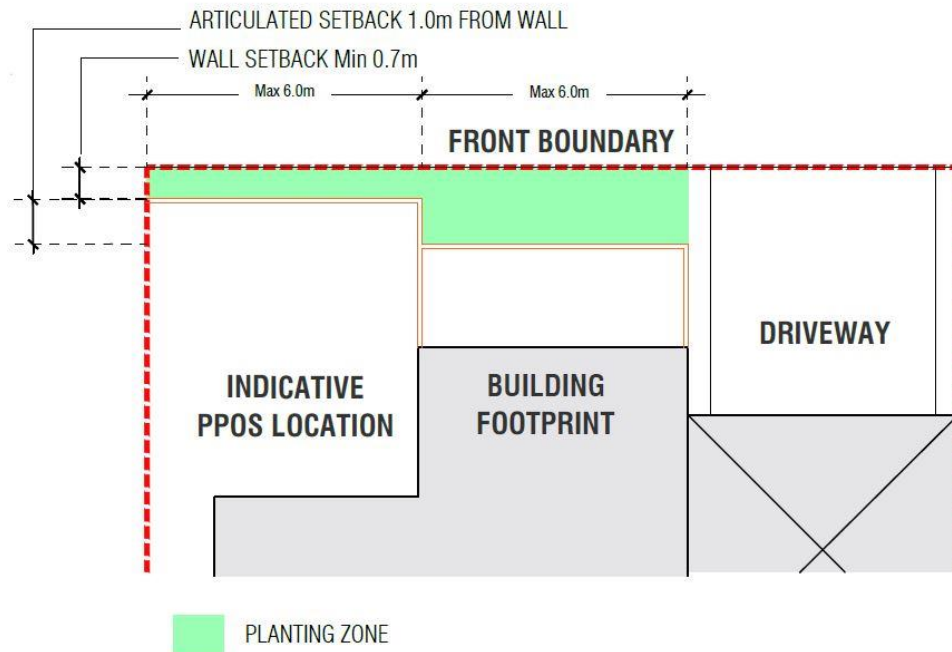 ARTICULATED SETBACK 1.0m FROM WALL
WALL SETBACK Min 0.7m
Max 6.0m
Max 6.0m
FRONT BOUNDARY
DRIVEWAY
INDICATIVE
PPOS LOCATION
BUILDING
FOOTPRINT
PLANTING ZONE